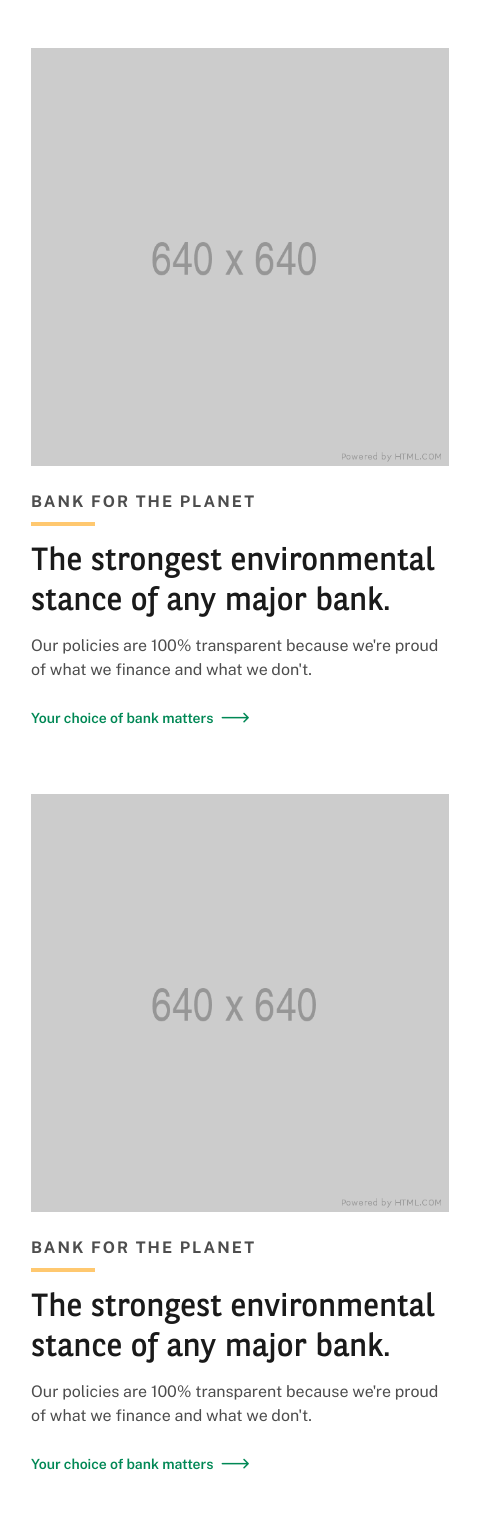 640 x 640
Powered by HTML.COM
BANK FOR THE PLANET
The strongest environmental
stance of any major bank.
Our policies are 100% transparent because we're proud
of what we finance and what we don't.
Your choice of bank matters
640 x 640
Powered by HTML.COM
BANK FOR THE PLANET
The strongest environmental
stance of any major bank.
Our policies are 100% transparent because we're proud
of what we finance and what we don't.
Your choice of bank matters